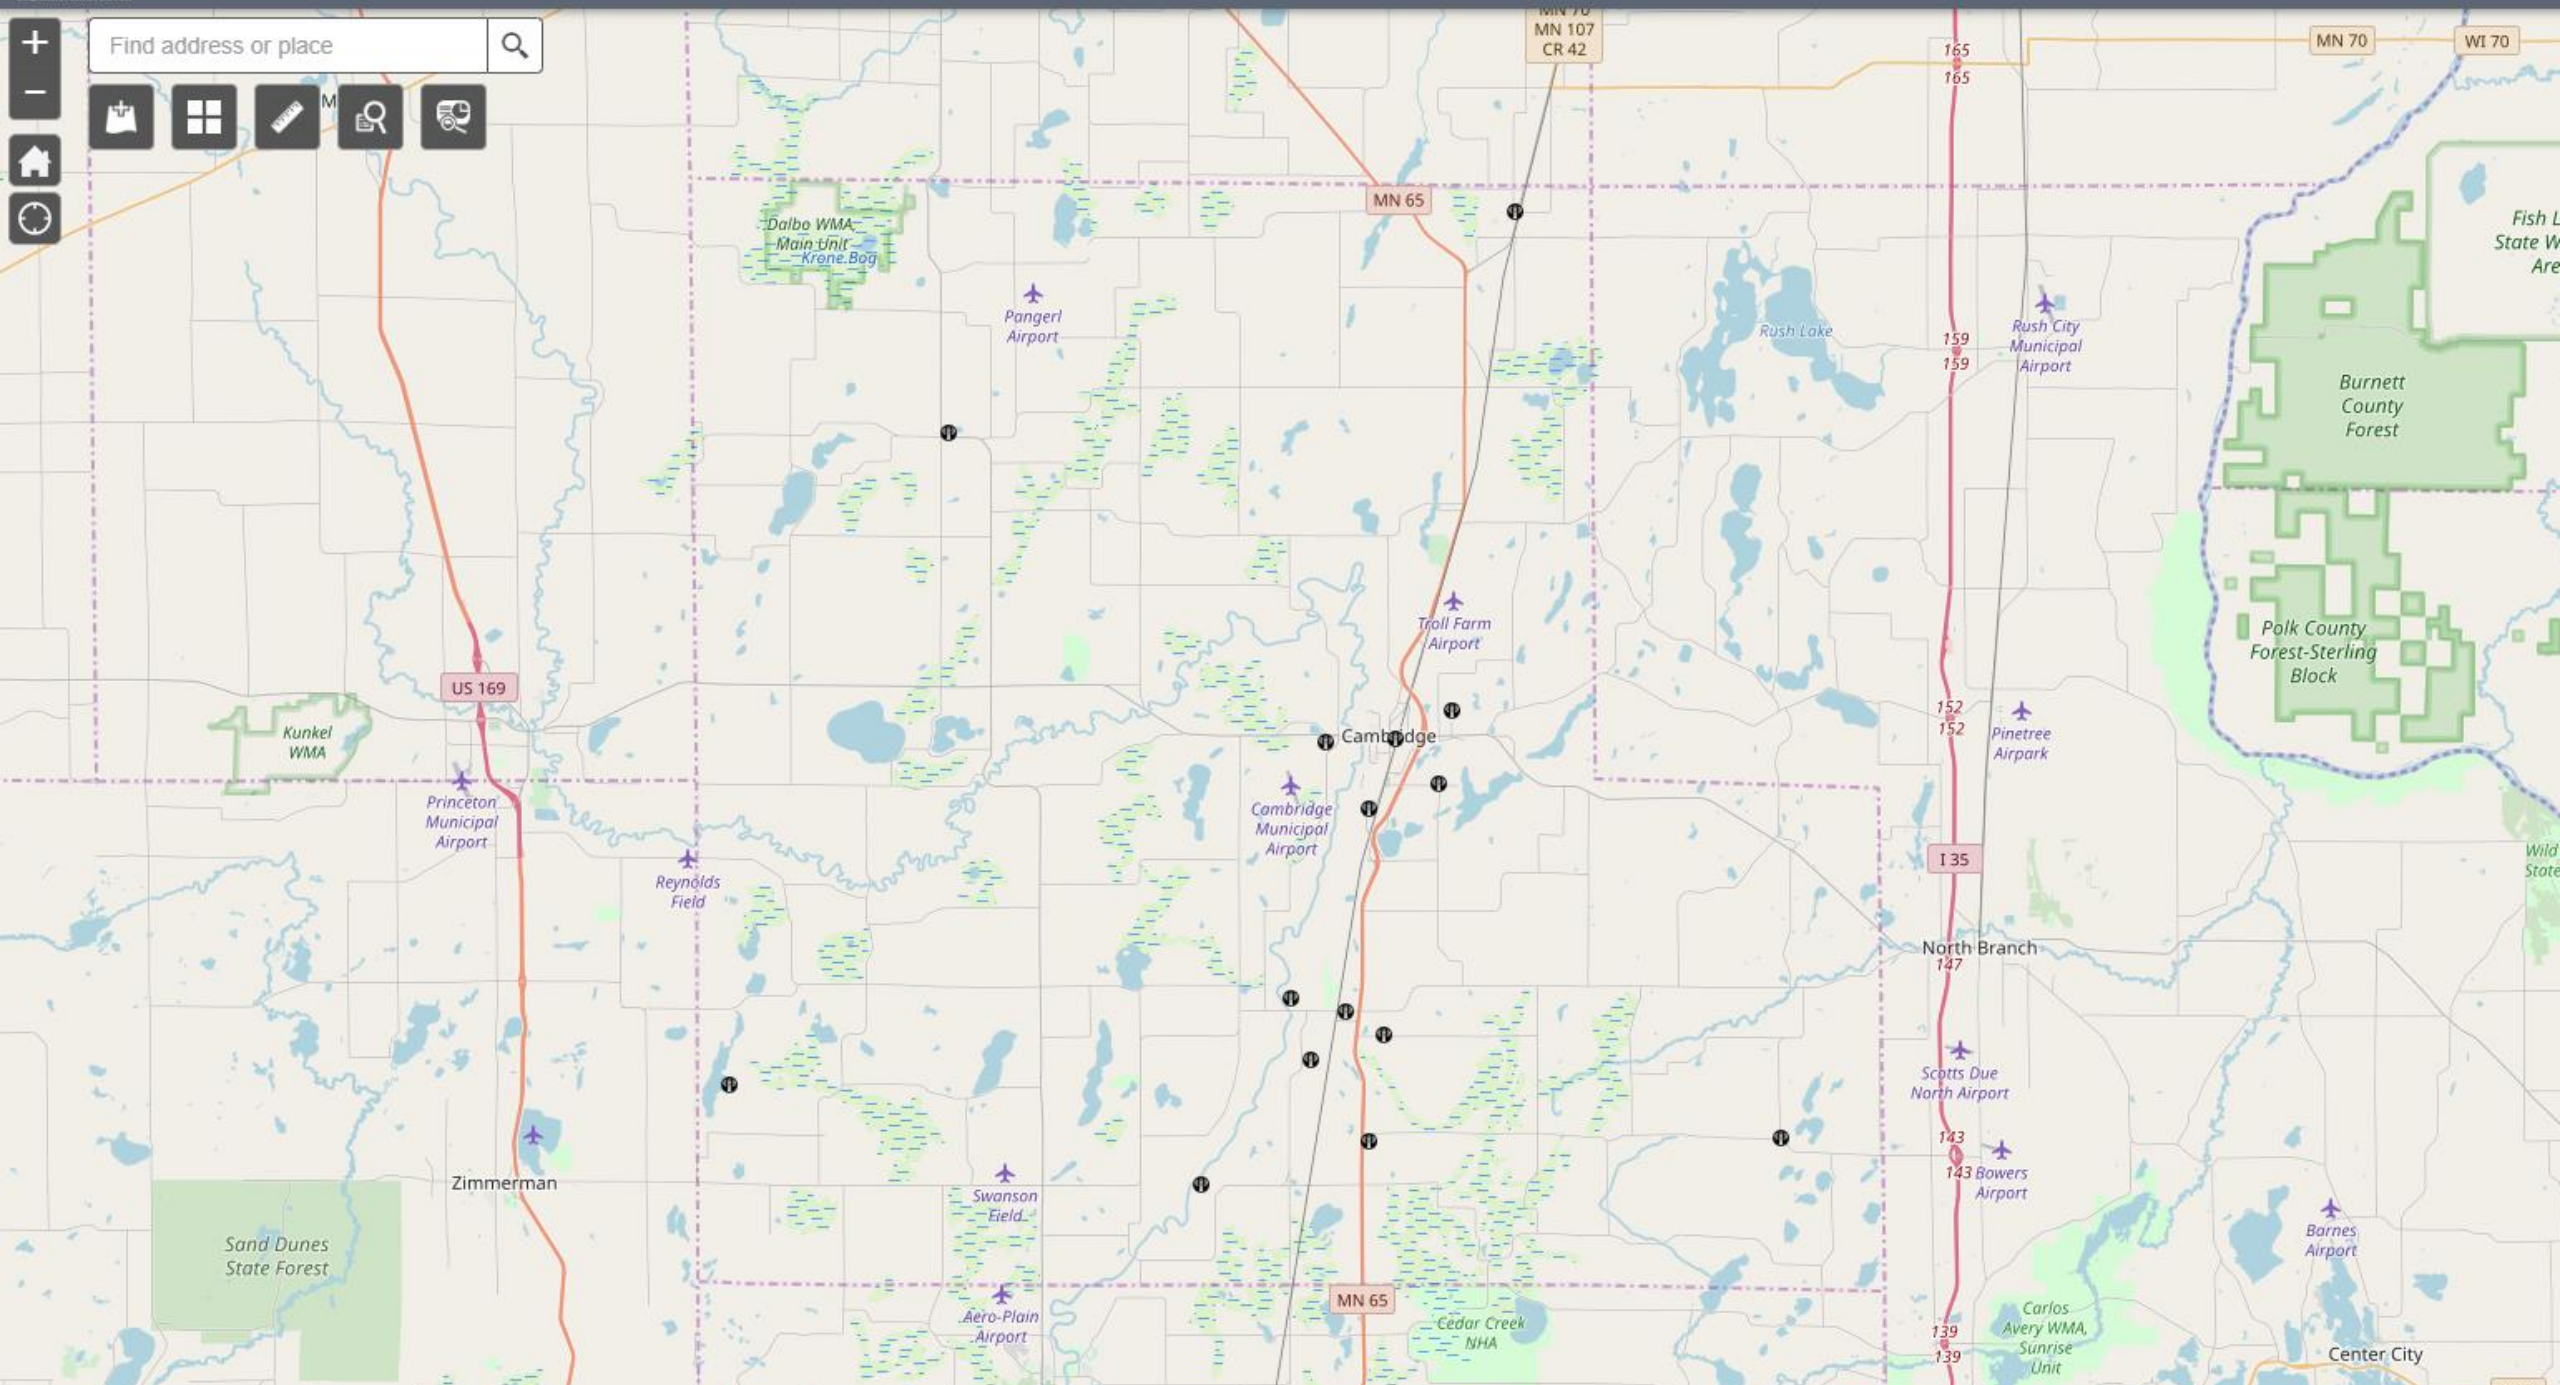 Find address or place
M
MN 70
MN 107
CR 42
165
165
MN 70
WI 70
MN 65
Dalbo WMA,
Main Unit
Krone Bog
Fish L
State W
Are
Pangerl
Airport
Rush Lake
159
159
Rush City
Municipal
Airport
Burnett
County
Forest
Troll Farm
Airport
Polk County
Forest-Sterling
Block
US 169
Kunkel
WMA
152
152
Pinetree
Airpark
Cambridge
Princeton
Municipal
Airport
Cambridge
Municipal
Airport
Reynolds
Field
I 35
Wild
State
North Branch
147
Scotts Due
North Airport
143
143
Bowers
Airport
Zimmerman
Swanson
Field
Sand Dunes
State Forest
Barnes
Airport
MN 65
Aero-Plain
Airport
Cedar Creek
NHA
Carlos
Avery WMA,
Sunrise
Unit
139
139
Center City